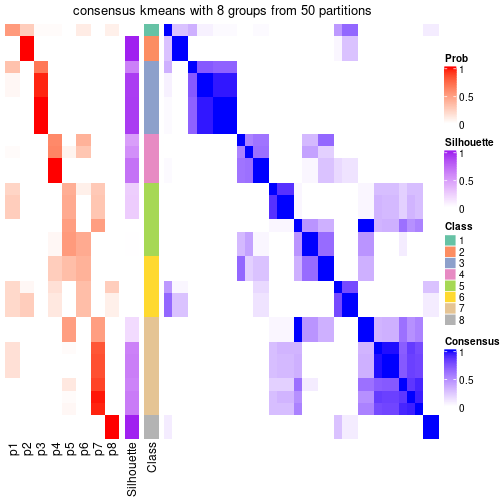 consensus kmeans with 8 groups from 50 partitions
Prob
1
0.5
0
Silhouette
1
0.5
0
Class
1
2
3
4
5
6
7
8
Consensus
1
0.5
0
p1
p2
p3
p4
p5
p6
p7
p8
Silhouette
Class